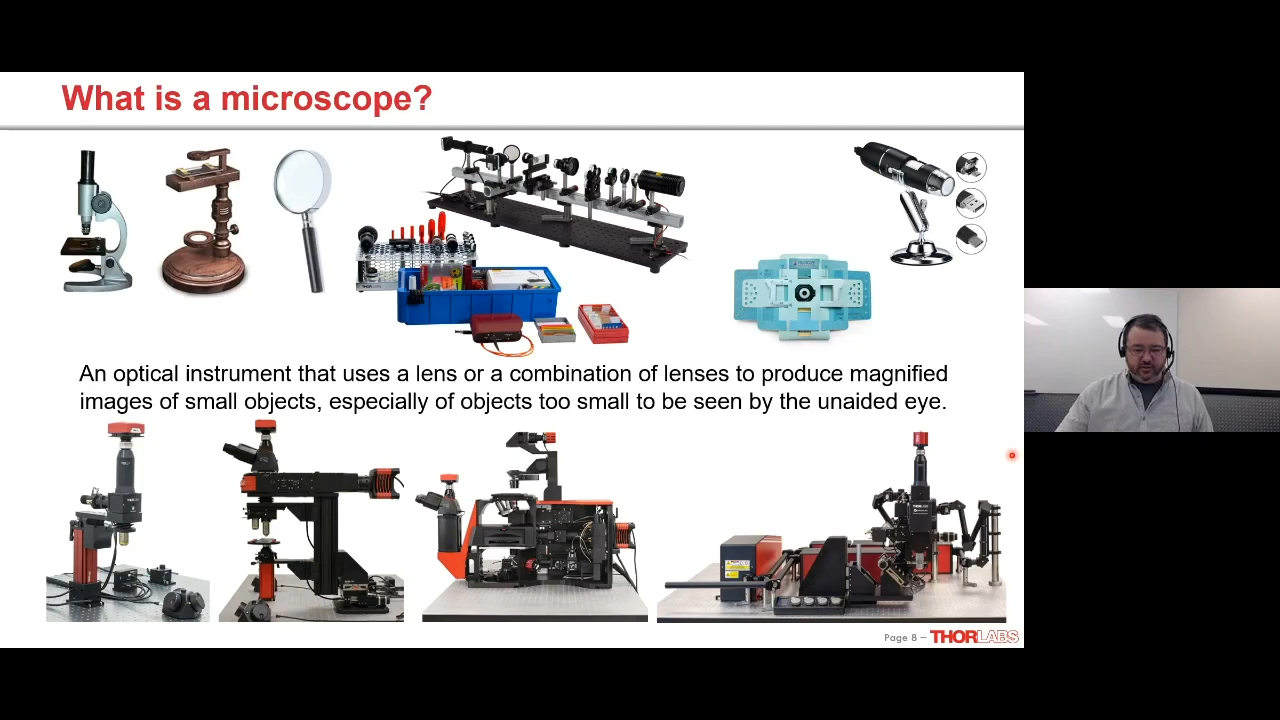 What is a microscope?
An optical instrument that uses a lens or a combination of lenses to produce magnified
images of small objects, especially of objects too small to be seen by the unaided eye.
Page 8 – THORLABS